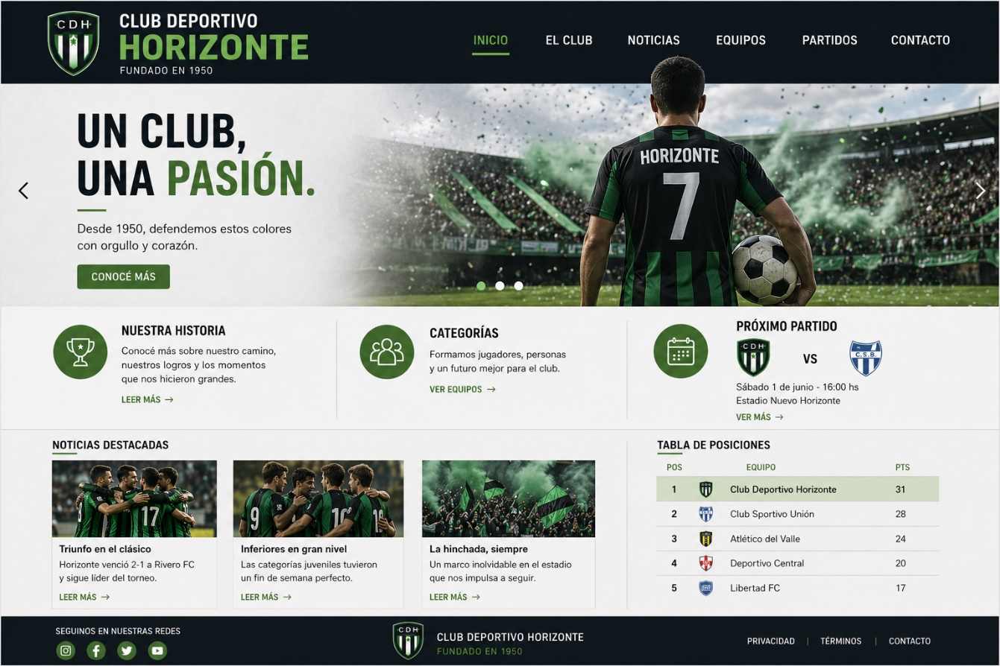 CDH
CLUB DEPORTIVO
HORIZONTE
FUNDADO EN 1950
INICIO
EL CLUB
NOTICIAS
EQUIPOS
PARTIDOS
CONTACTO
UN CLUB,
UNA PASIÓN.
Desde 1950, defendemos estos colores
con orgullo y corazón.
CONOCÉ MÁS
HORIZONTE
7
NUESTRA HISTORIA
Conocé más sobre nuestro camino,
nuestros logros y los momentos
que nos hicieron grandes.
LEER MÁS →
CATEGORÍAS
Formamos jugadores, personas
y un futuro mejor para el club.
VER EQUIPOS →
PRÓXIMO PARTIDO
CDH
VS
C.S.B.
Sábado 1 de junio - 16:00 hs
Estadio Nuevo Horizonte
VER MÁS →
NOTICIAS DESTACADAS
17
Triunfo en el clásico
Horizonte venció 2-1 a Rivero FC
y sigue líder del torneo.
LEER MÁS →
9
10
Inferiores en gran nivel
Las categorías juveniles tuvieron
un fin de semana perfecto.
LEER MÁS →
La hinchada, siempre
Un marco inolvidable en el estadio
que nos impulsa a seguir.
LEER MÁS →
TABLA DE POSICIONES
POS EQUIPO PTS
1 Club Deportivo Horizonte 31
2 Club Sportivo Unión 28
3 Atlético del Valle 24
4 Deportivo Central 20
5 Libertad FC 17
SEGUINOS EN NUESTRAS REDES
CDH
CLUB DEPORTIVO HORIZONTE
FUNDADO EN 1950
PRIVACIDAD | TÉRMINOS | CONTACTO